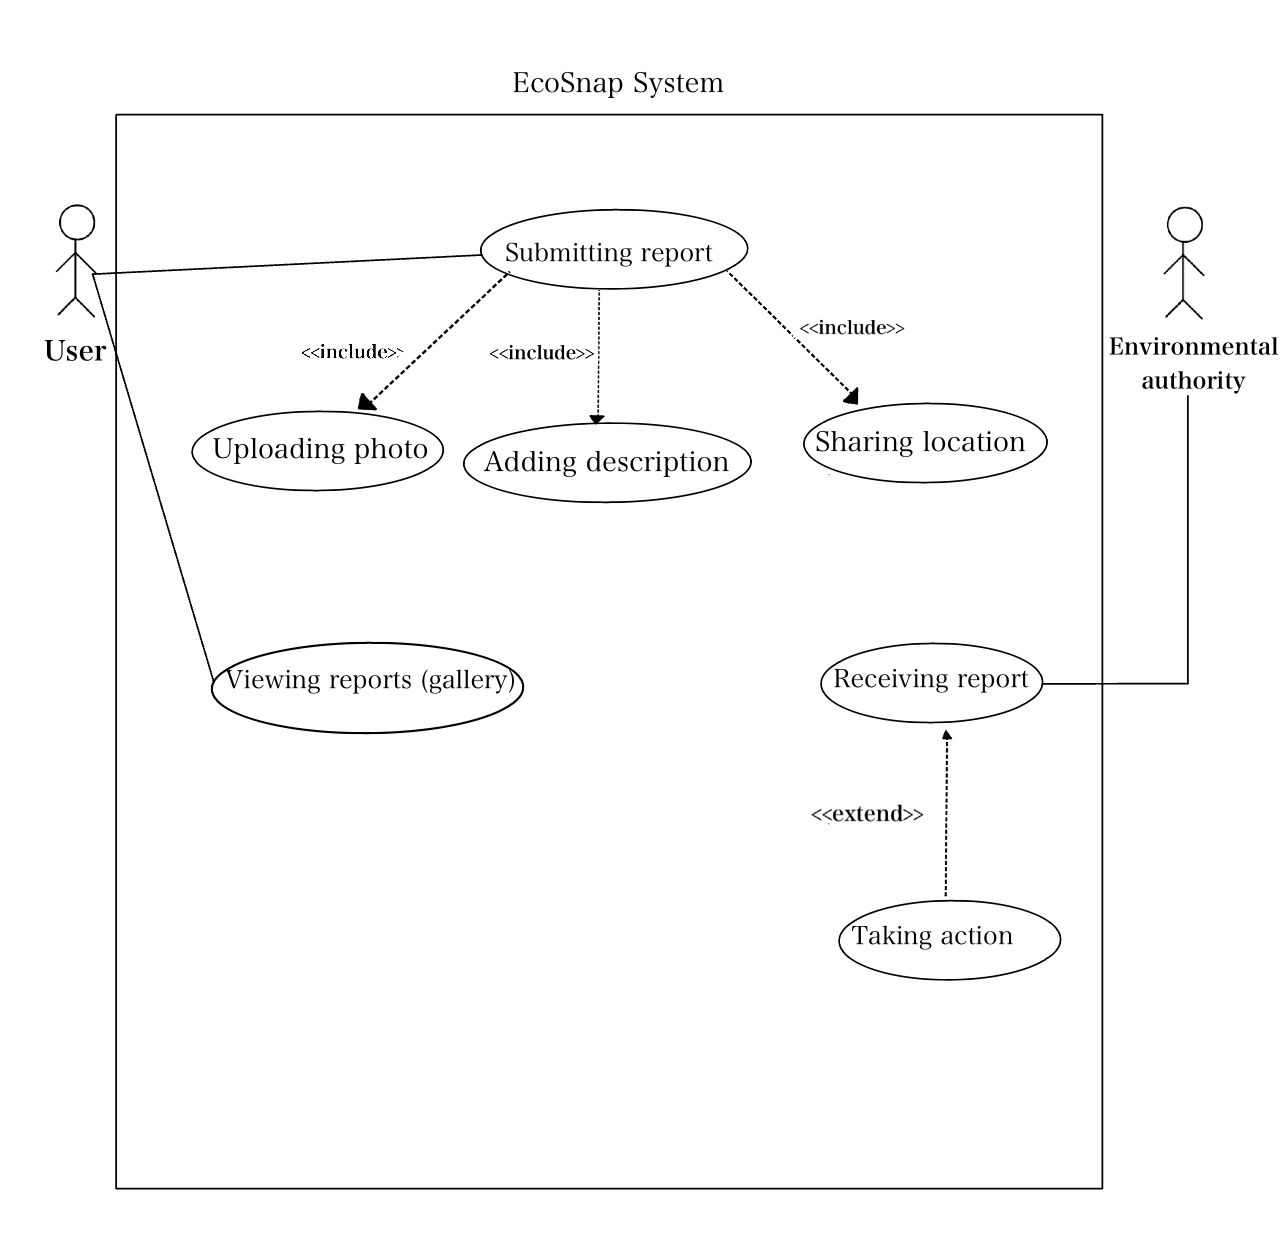 EcoSnap System
Submitting report
User
Environmental
authority
<<include>>
<<include>>
<<include>>
Uploading photo
Adding description
Sharing location
Viewing reports (gallery)
Receiving report
<<extend>>
Taking action